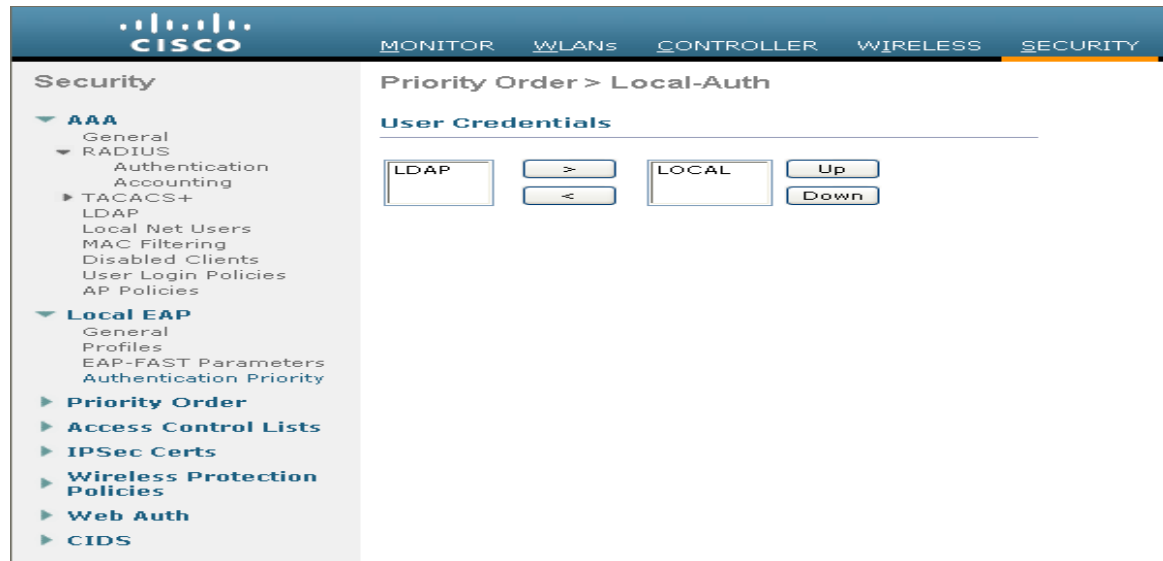 CISCO
MONITOR WLANs CONTROLLER WIRELESS SECURITY
Security
AAA
General
RADIUS
Authentication
Accounting
TACACS+
LDAP
Local Net Users
MAC Filtering
Disabled Clients
User Login Policies
AP Policies
Local EAP
General
Profiles
EAP-FAST Parameters
Authentication Priority
Priority Order
Access Control Lists
IPSec Certs
Wireless Protection
Policies
Web Auth
CIDS
Priority Order > Local-Auth
User Credentials
LDAP > LOCAL Up
< Down